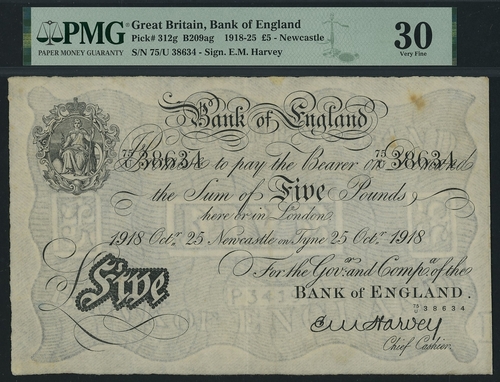 PMG PAPER MONEY GUARANTY
Great Britain, Bank of England
Pick# 312g B209ag 1918-25 £5 - Newcastle
S/N 75/U 38634 - Sign. E.M. Harvey
30
Very Fine
Bank of England
75/U 38634 75/U 38634
Promise to pay the Bearer on Demand
the Sum of Five Pounds
here or in London.
1918 Octr. 25 Newcastle on Tyne 25 Octr. 1918
For the Govr. and Compa. of the
BANK OF ENGLAND.
75/U 38634
Five
E.M. Harvey
Chief Cashier.